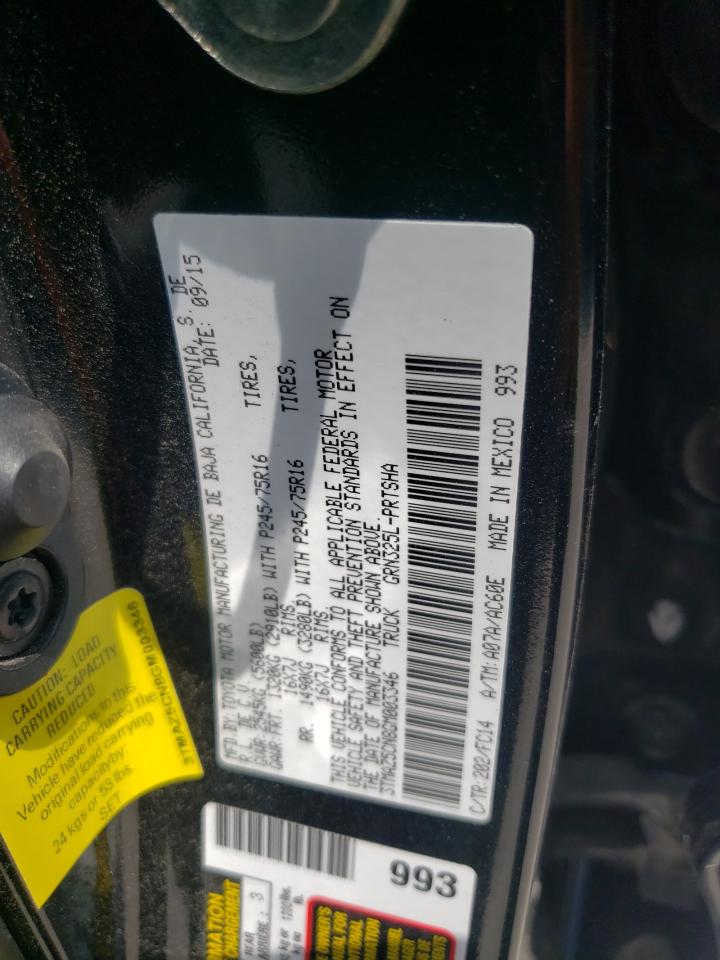 MFD.BY:TOYOTA MOTOR MANUFACTURING DE BAJA CALIFORNIA, S. DE
R.L. DE C.V. DATE: 09/15
GVWR:2545KG(5600LB)
GAWR:FRT. 1320KG (2910LB) WITH P245/75R16 TIRES,
16X7J RIMS.
RR. 1490KG (3280LB) WITH P245/75R16 TIRES,
16X7J RIMS.
THIS VEHICLE CONFORMS TO ALL APPLICABLE FEDERAL MOTOR
VEHICLE SAFETY AND THEFT PREVENTION STANDARDS IN EFFECT ON
THE DATE OF MANUFACTURE SHOWN ABOVE.
3TMAZ5CN8GM003346 TRUCK GRN325L-PRTSHA
C/TR:202/FC14 A/TM:A07A/AC60E MADE IN MEXICO 993
3TMAZ5CN8GM003346
CAUTION: LOAD
CARRYING CAPACITY
REDUCED
Modifications to this
Vehicle have reduced the
original load carrying
capacity by:
24 kgs or 53 lbs.
SET
993
REAR
ARRIÈRE: 3